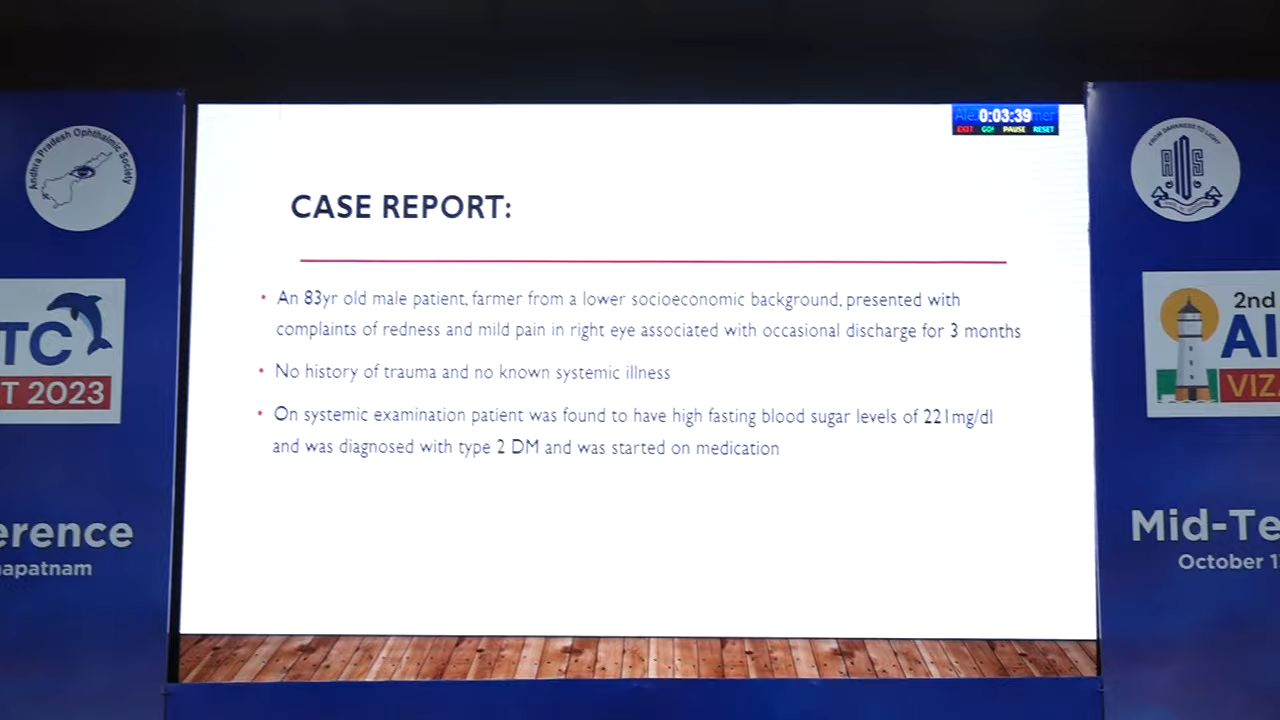 Andhra Pradesh Ophthalmic Society
TC
T 2023
erence
apatnam
0:03:39
EXIT GO! PAUSE RESET
CASE REPORT:
• An 83yr old male patient, farmer from a lower socioeconomic background, presented with
complaints of redness and mild pain in right eye associated with occasional discharge for 3 months
• No history of trauma and no known systemic illness
• On systemic examination patient was found to have high fasting blood sugar levels of 221mg/dl
and was diagnosed with type 2 DM and was started on medication
FROM DARKNESS TO LIGHT
2nd
AI
VIZ
Mid-Te
October 1